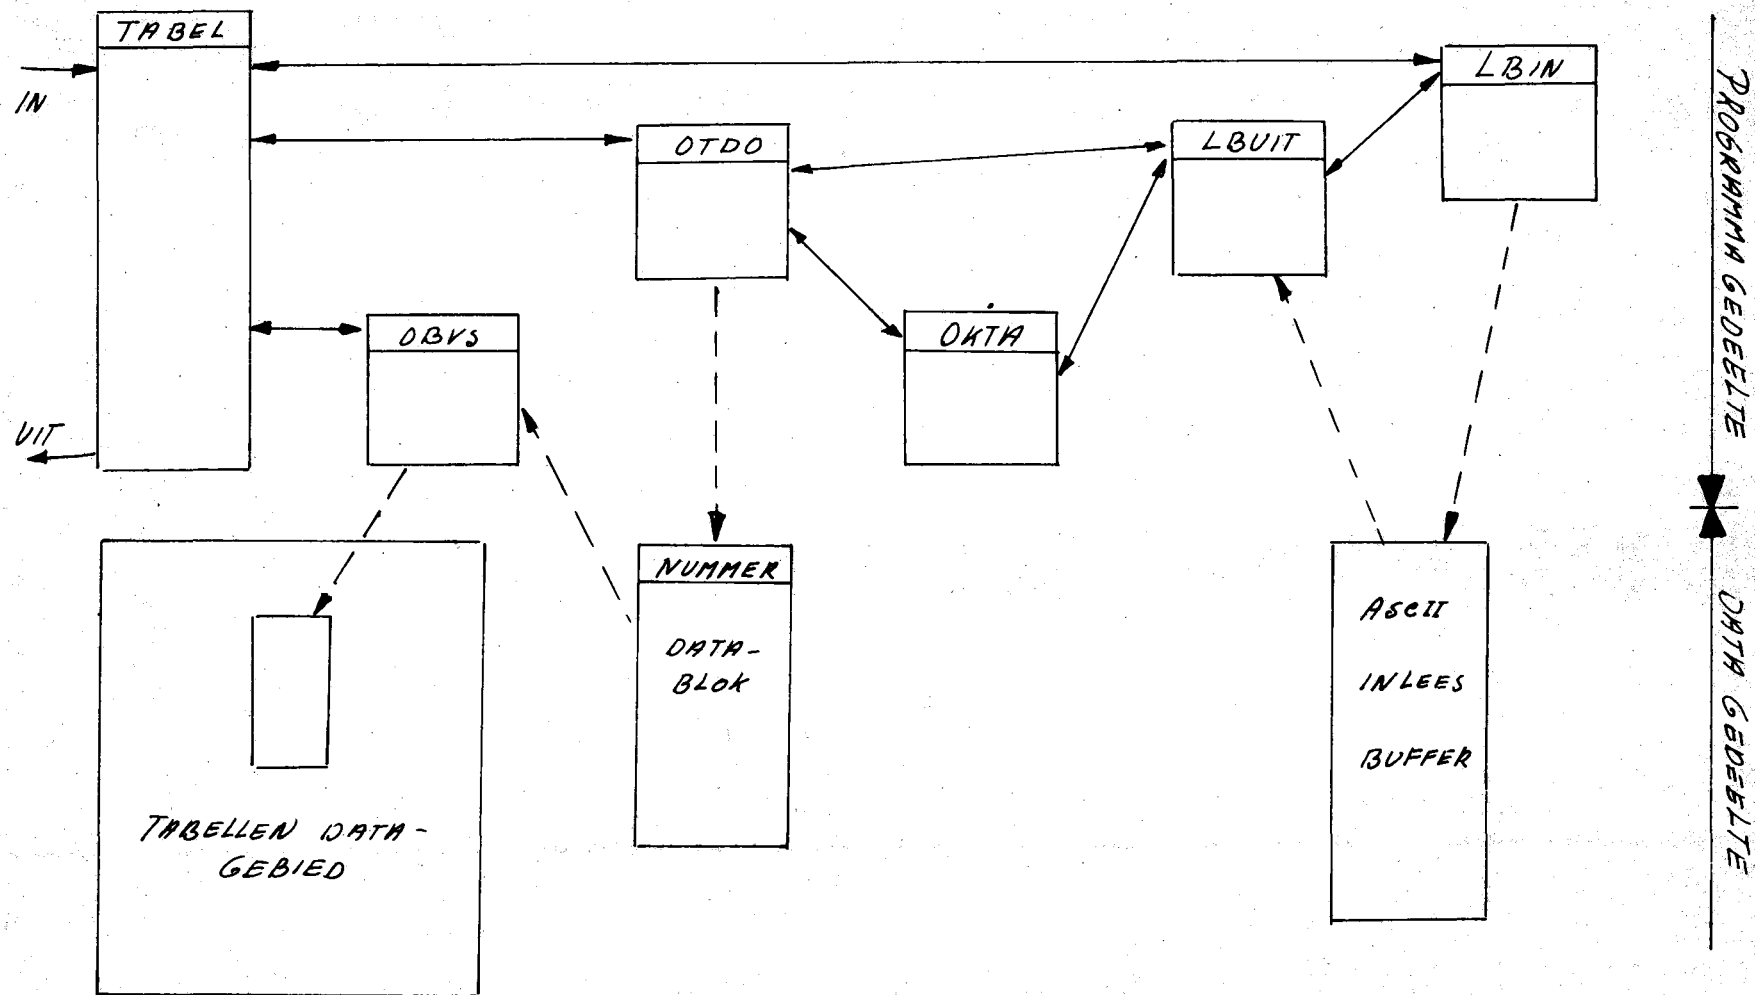 TABEL
IN
UIT
OTDO
LBUIT
LBIN
OBVS
OKTA
NUMMER
DATA-
BLOK
ASCII
INLEES
BUFFER
TABELLEN DATA-
GEBIED
PROGRAMMA GEDEELTE
DATA GEDEELTE